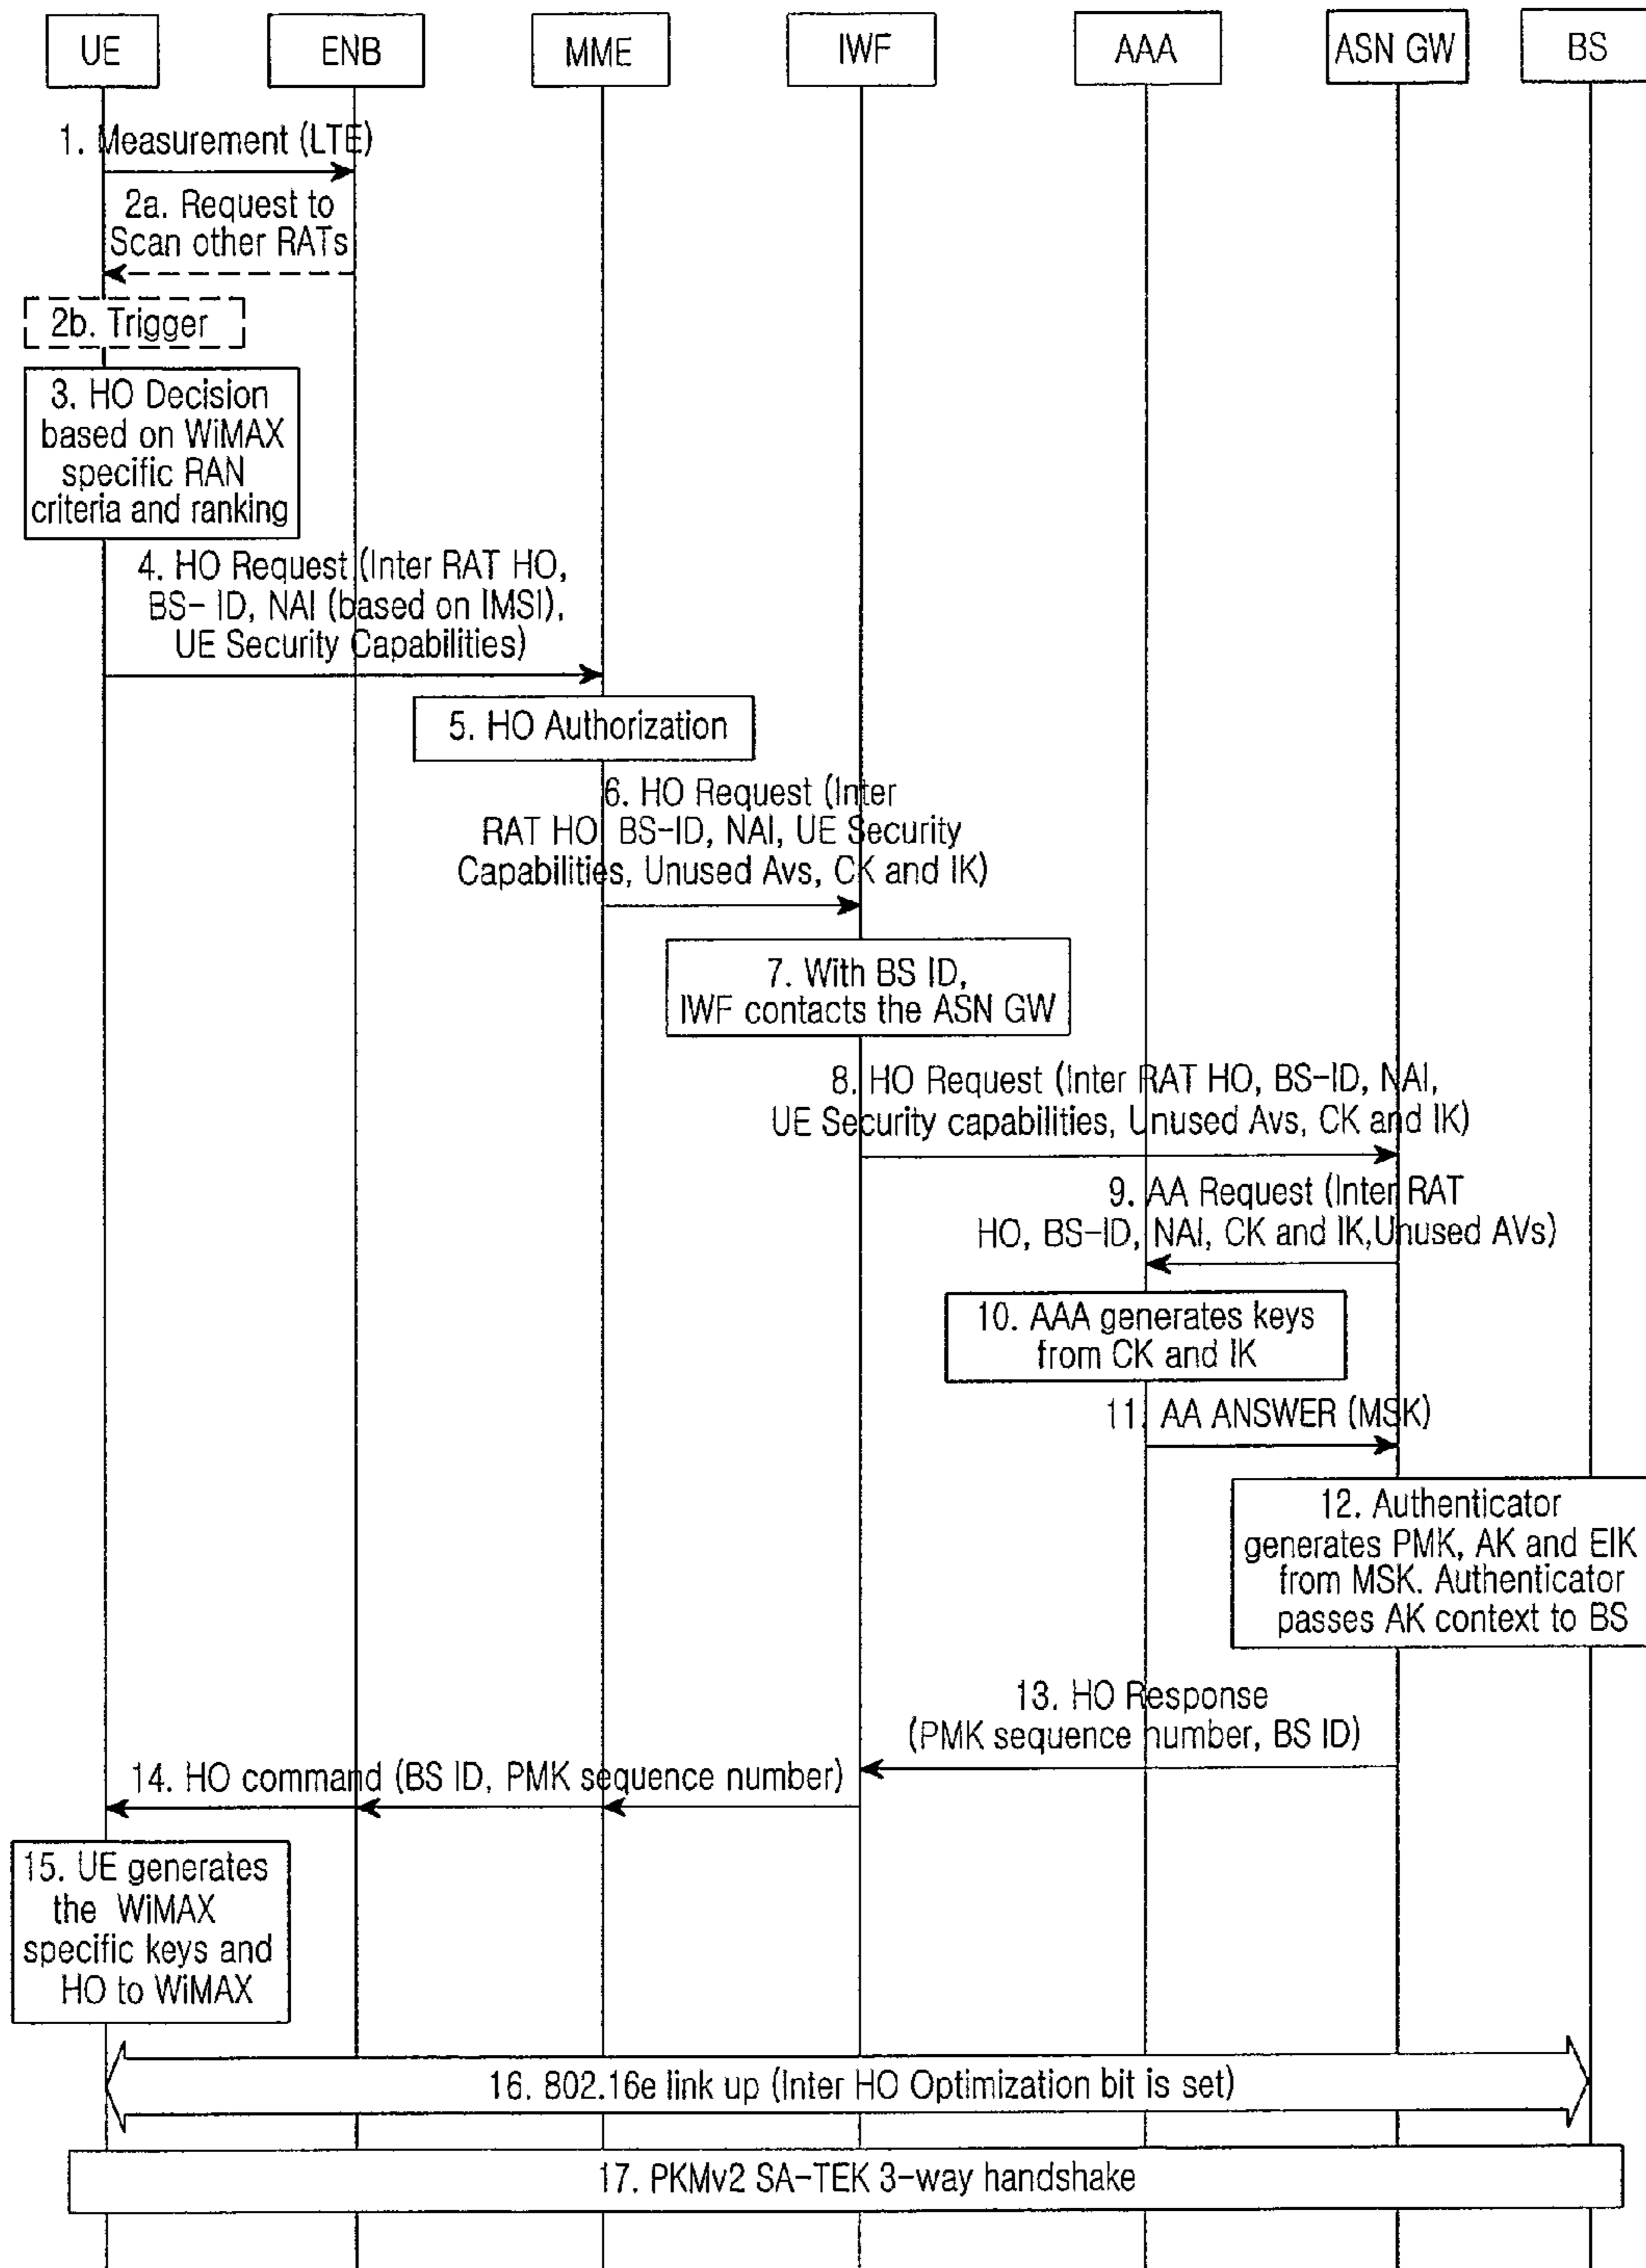 UE
ENB
MME
IWF
AAA
ASN GW
BS
1. Measurement (LTE)
2a. Request to
Scan other RATs
2b. Trigger
3. HO Decision
based on WiMAX
specific RAN
criteria and ranking
4. HO Request (Inter RAT HO,
BS- ID, NAI (based on IMSI),
UE Security Capabilities)
5. HO Authorization
6. HO Request (Inter
RAT HO, BS-ID, NAI, UE Security
Capabilities, Unused Avs, CK and IK)
7. With BS ID,
IWF contacts the ASN GW
8. HO Request (Inter RAT HO, BS-ID, NAI,
UE Security capabilities, Unused Avs, CK and IK)
9. AA Request (Inter RAT
HO, BS-ID, NAI, CK and IK,Unused AVs)
10. AAA generates keys
from CK and IK
11. AA ANSWER (MSK)
12. Authenticator
generates PMK, AK and EIK
from MSK. Authenticator
passes AK context to BS
13. HO Response
(PMK sequence number, BS ID)
14. HO command (BS ID, PMK sequence number)
15. UE generates
the WiMAX
specific keys and
HO to WiMAX
16. 802.16e link up (Inter HO Optimization bit is set)
17. PKMv2 SA-TEK 3-way handshake